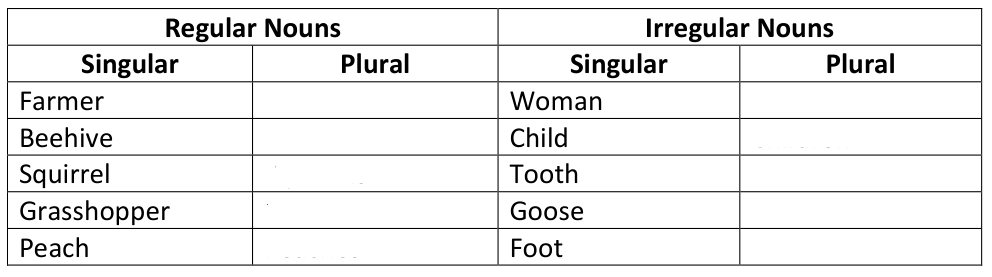 Regular Nouns Irregular Nouns
Singular Plural Singular Plural
Farmer Woman
Beehive Child
Squirrel Tooth
Grasshopper Goose
Peach Foot